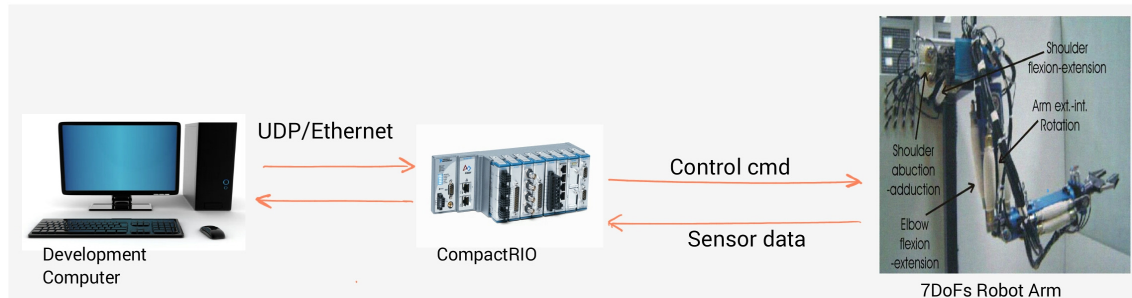 UDP/Ethernet
Development
Computer
CompactRIO
Control cmd
Sensor data
Shoulder
flexion-extension
Arm ext.-int.
Rotation
Shoulder
abuction
-adduction
Elbow
flexion
-extension
7DoFs Robot Arm